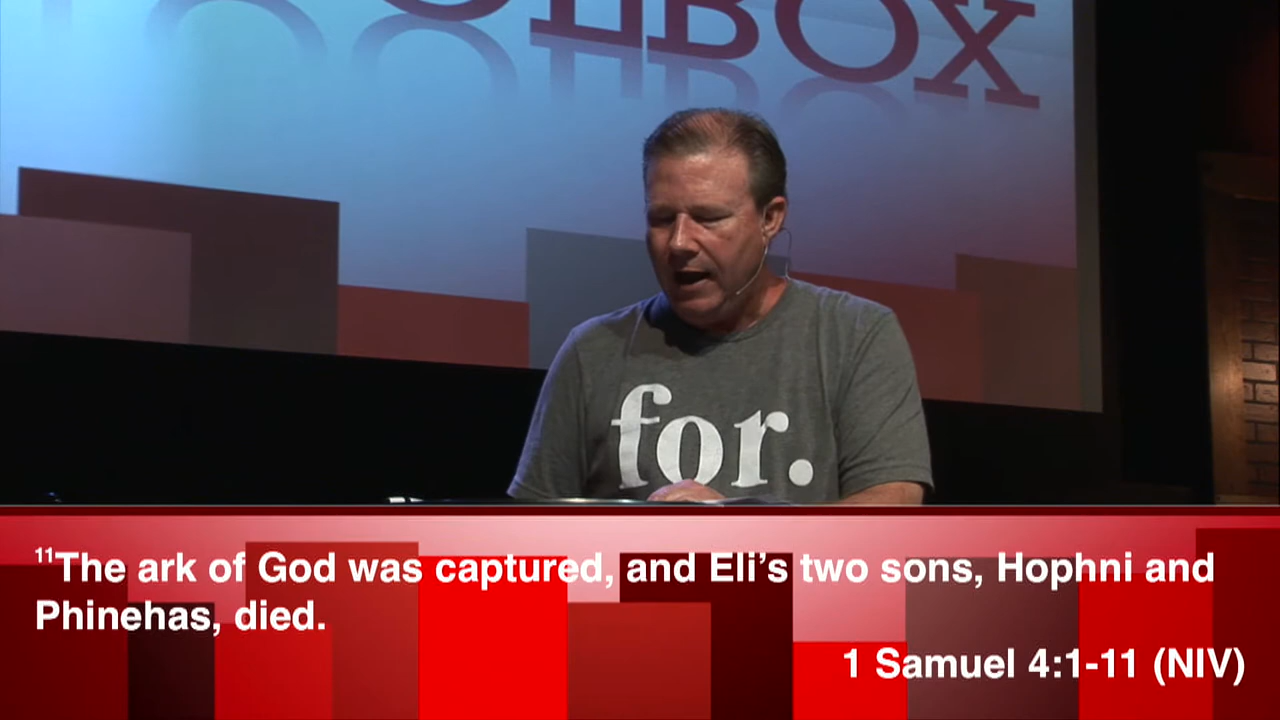 for.
¹¹The ark of God was captured, and Eli’s two sons, Hophni and
Phinehas, died.
1 Samuel 4:1-11 (NIV)